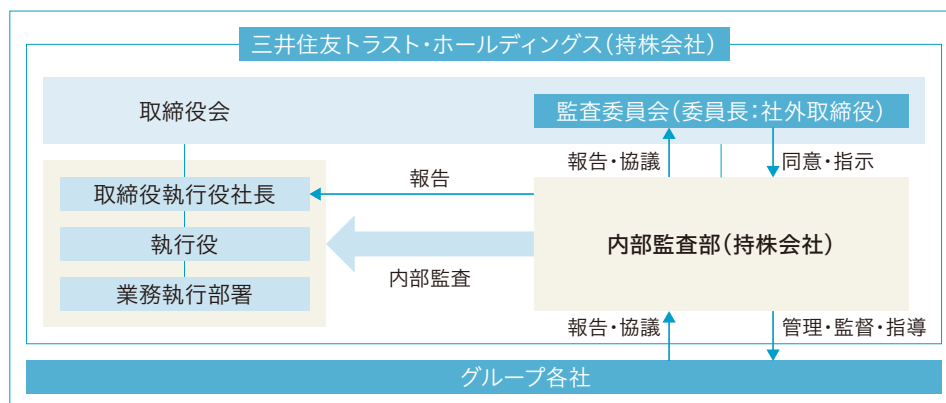 三井住友トラスト・ホールディングス(持株会社)
取締役会
監査委員会(委員長:社外取締役)
報告・協議
同意・指示
報告
取締役執行役社長
執行役
業務執行部署
内部監査
内部監査部(持株会社)
報告・協議
管理・監督・指導
グループ各社